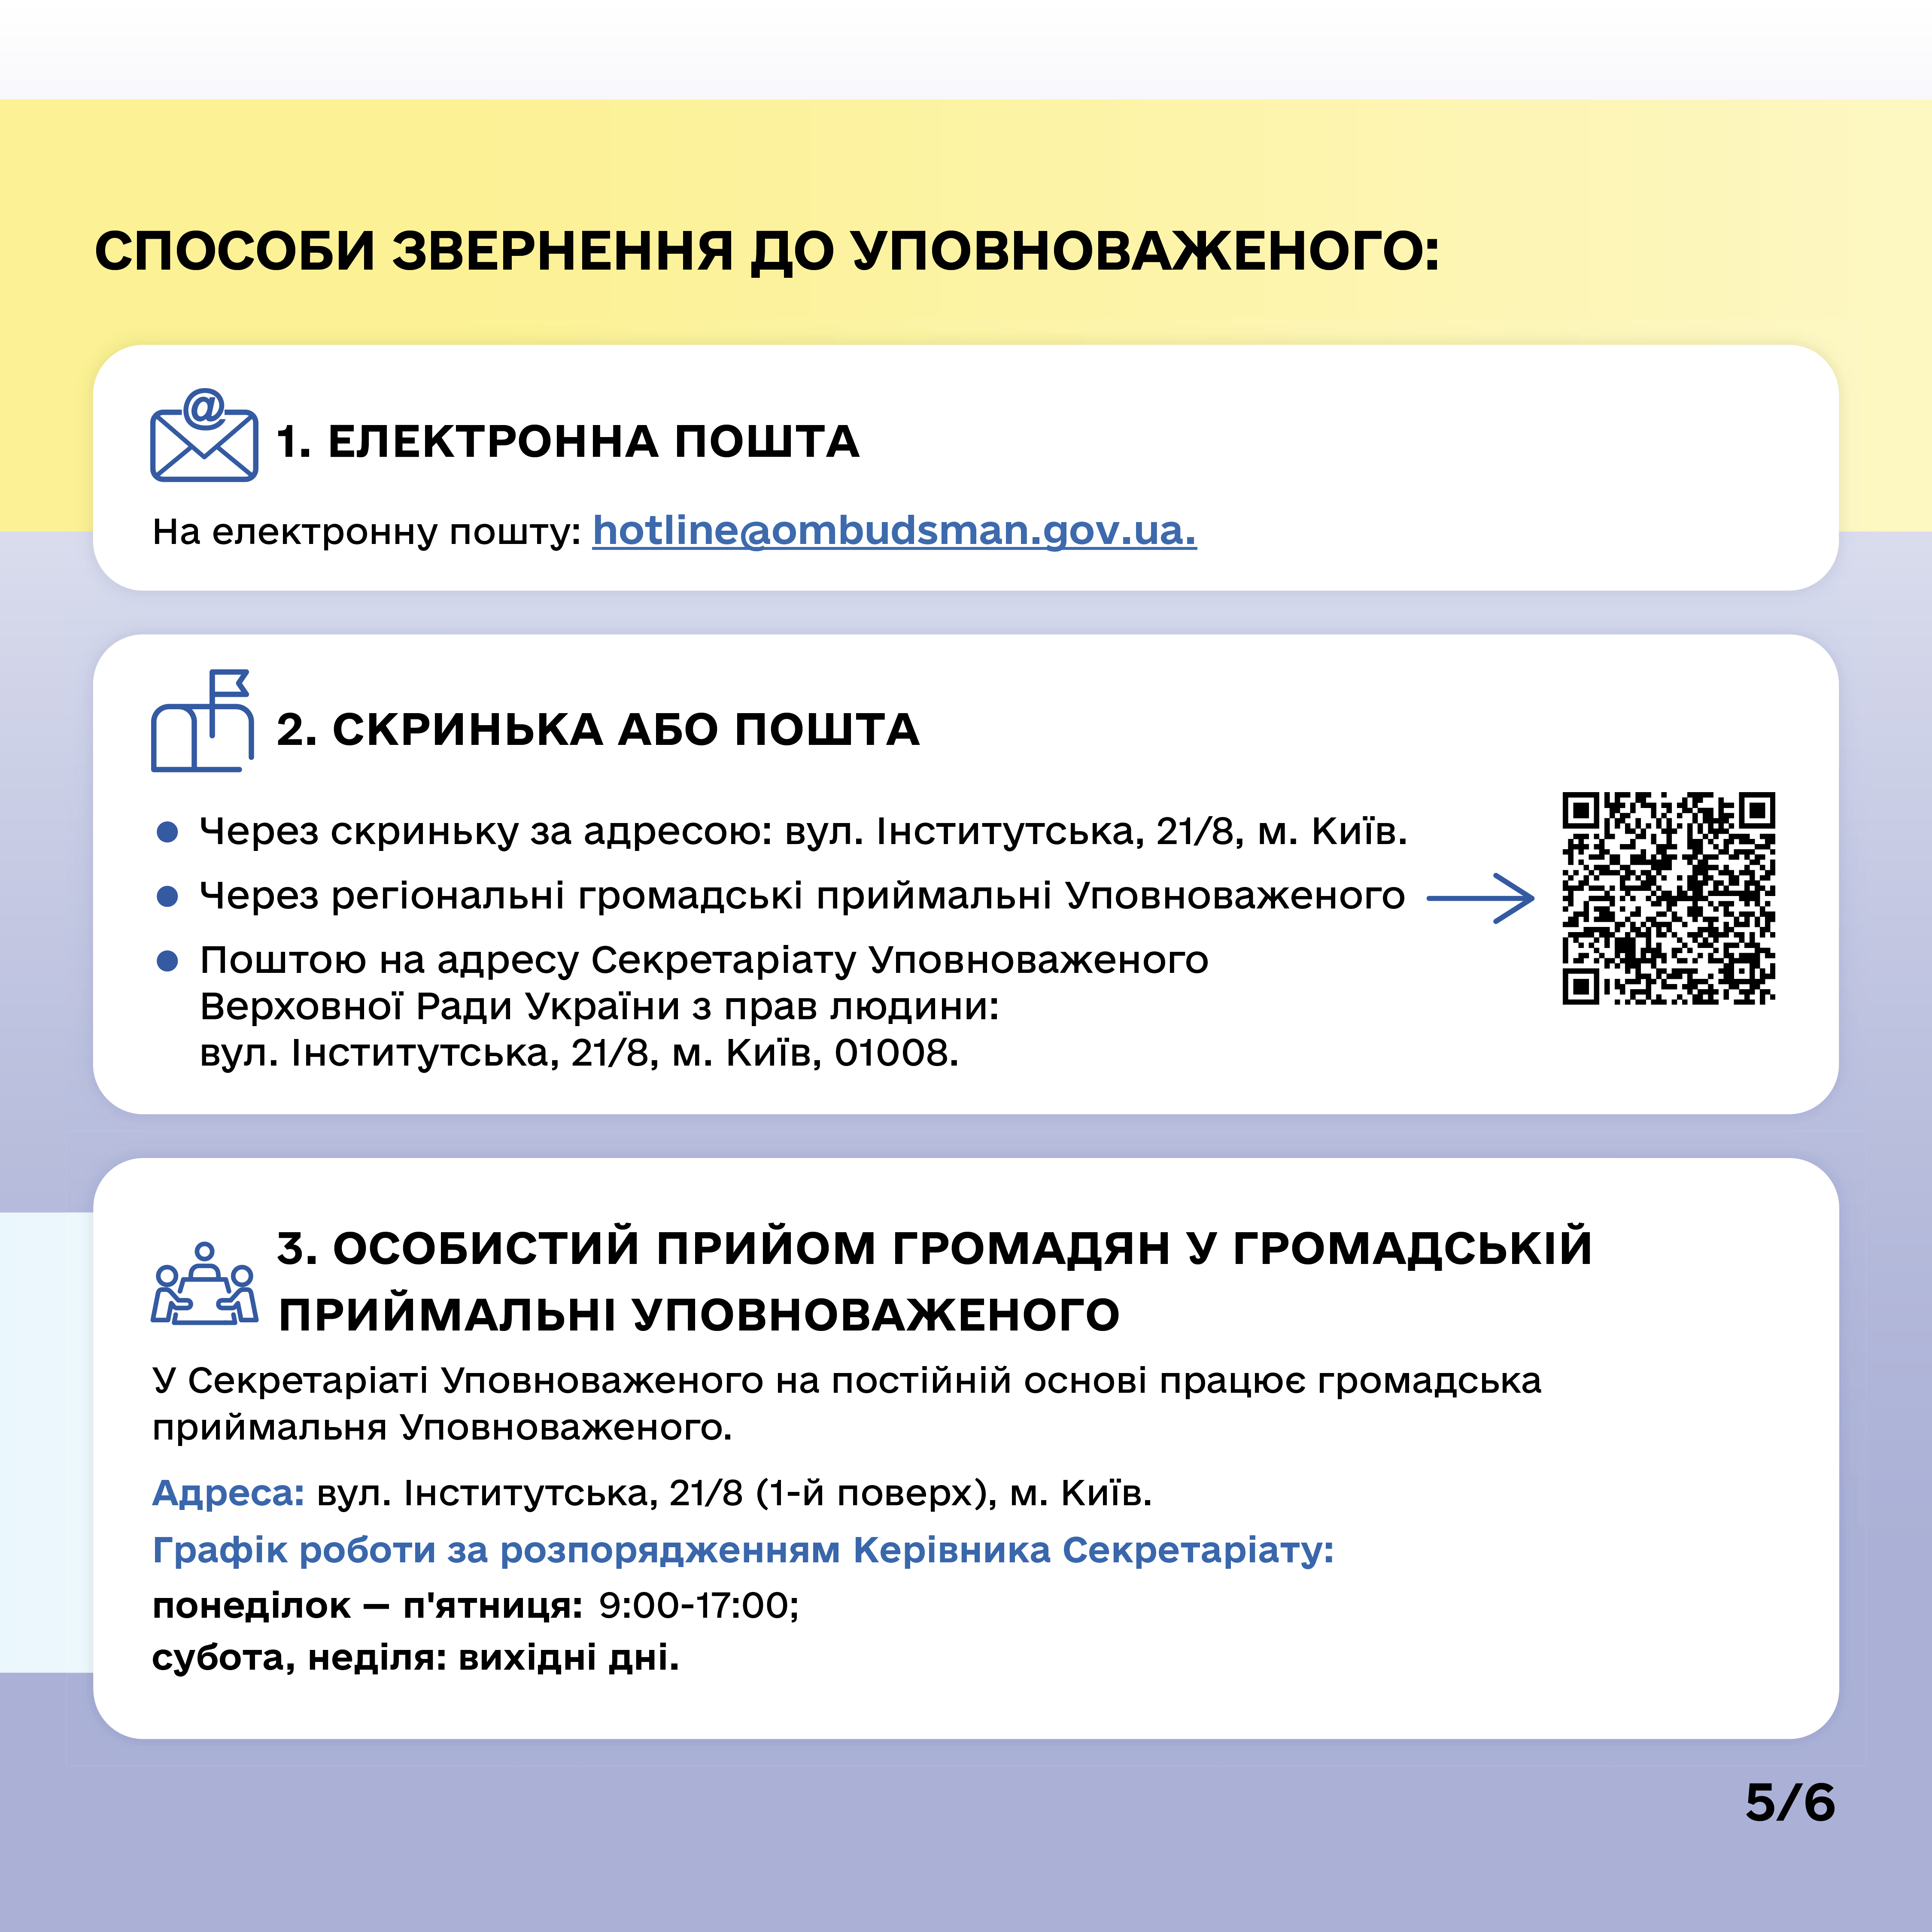 СПОСОБИ ЗВЕРНЕННЯ ДО УПОВНОВАЖЕНОГО:
1. ЕЛЕКТРОННА ПОШТА
На електронну пошту: hotline@ombudsman.gov.ua.
2. СКРИНЬКА АБО ПОШТА
• Через скриньку за адресою: вул. Інститутська, 21/8, м. Київ.
• Через регіональні громадські приймальні Уповноваженого
• Поштою на адресу Секретаріату Уповноваженого
Верховної Ради України з прав людини:
вул. Інститутська, 21/8, м. Київ, 01008.
3. ОСОБИСТИЙ ПРИЙОМ ГРОМАДЯН У ГРОМАДСЬКІЙ
ПРИЙМАЛЬНІ УПОВНОВАЖЕНОГО
У Секретаріаті Уповноваженого на постійній основі працює громадська
приймальня Уповноваженого.
Адреса: вул. Інститутська, 21/8 (1-й поверх), м. Київ.
Графік роботи за розпорядженням Керівника Секретаріату:
понеділок — п'ятниця: 9:00-17:00;
субота, неділя: вихідні дні.
5/6